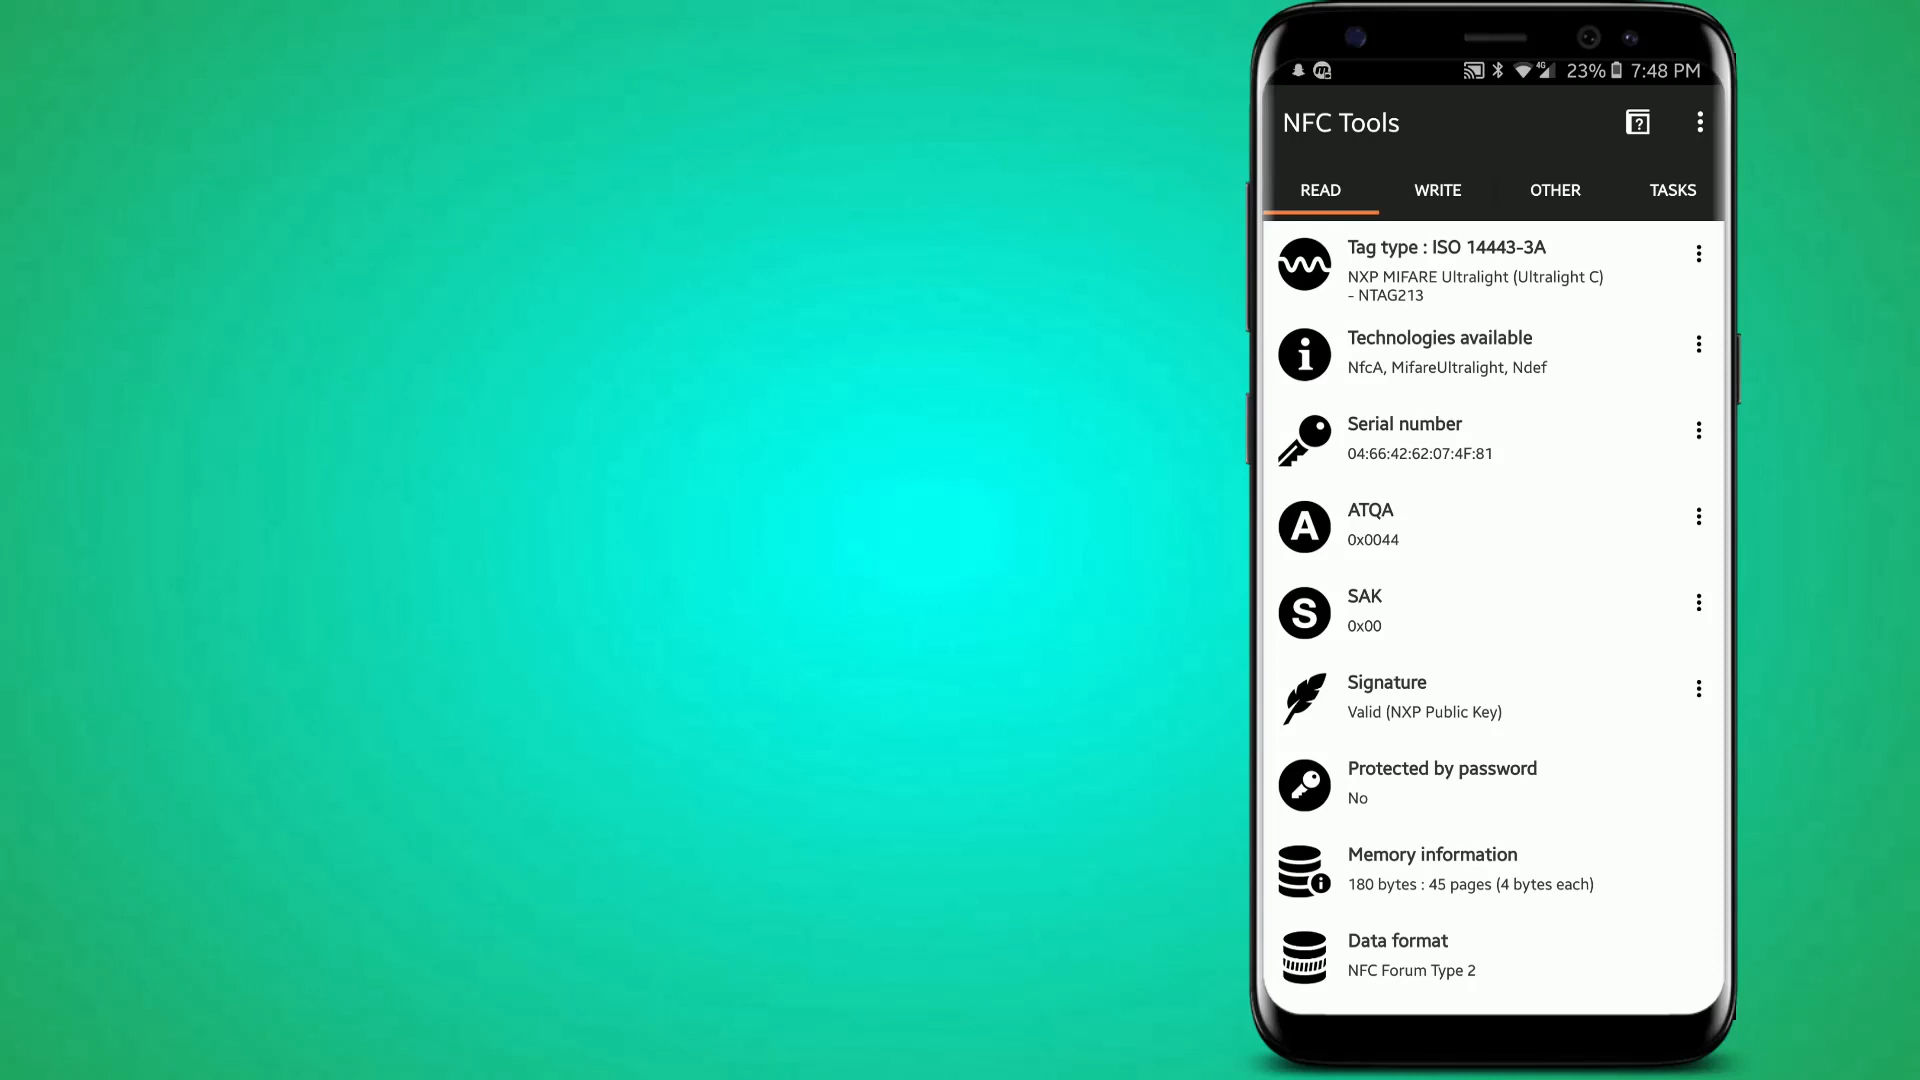 4G 23% 7:48 PM
NFC Tools
READ WRITE OTHER TASKS
Tag type : ISO 14443-3A
NXP MIFARE Ultralight (Ultralight C)
- NTAG213
Technologies available
NfcA, MifareUltralight, Ndef
Serial number
04:66:42:62:07:4F:81
A
ATQA
0x0044
S
SAK
0x00
Signature
Valid (NXP Public Key)
Protected by password
No
Memory information
180 bytes : 45 pages (4 bytes each)
Data format
NFC Forum Type 2